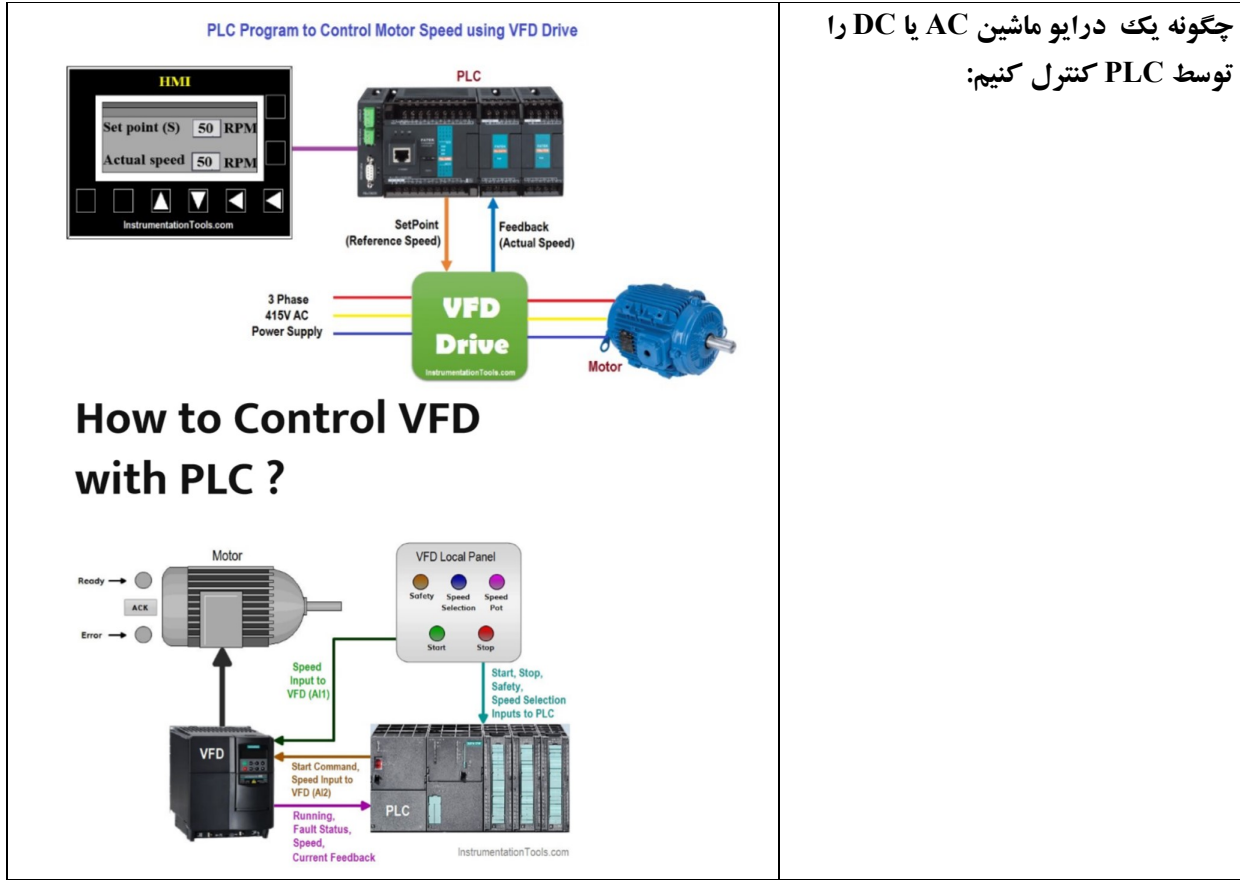 چگونه یک درایو ماشین AC یا DC را
توسط PLC کنترل کنیم:
PLC Program to Control Motor Speed using VFD Drive
HMI
Set point (S) 50 RPM
Actual speed 50 RPM
InstrumentationTools.com
PLC
SetPoint
(Reference Speed)
Feedback
(Actual Speed)
3 Phase
415V AC
Power Supply
VFD
Drive
InstrumentationTools.com
Motor
How to Control VFD
with PLC ?
Motor
Ready
ACK
Error
VFD Local Panel
Safety
Speed
Selection
Speed
Pot
Start
Stop
Speed
Input to
VFD (AI1)
Start, Stop,
Safety,
Speed Selection
Inputs to PLC
VFD
Start Command,
Speed Input to
VFD (AI2)
PLC
Running,
Fault Status,
Speed,
Current Feedback
InstrumentationTools.com